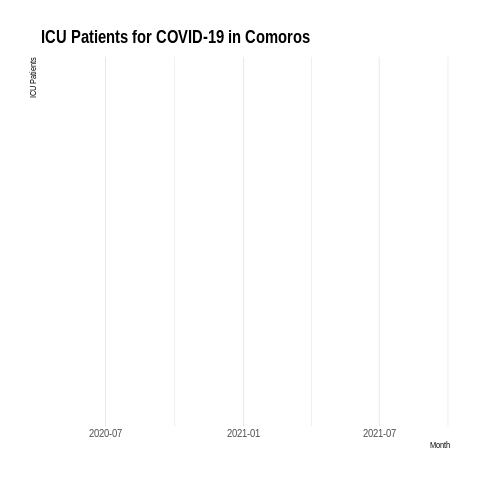 ICU Patients for COVID-19 in Comoros
ICU Patients
2020-07 2021-01 2021-07
Month